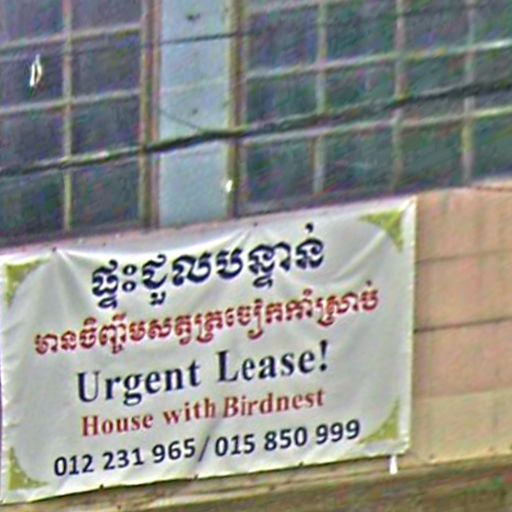 ផ្ទះជួលបន្ទាន់
មានចិញ្ចឹមសត្វត្រចៀកកាំស្រាប់
Urgent Lease!
House with Birdnest
012 231 965 / 015 850 999